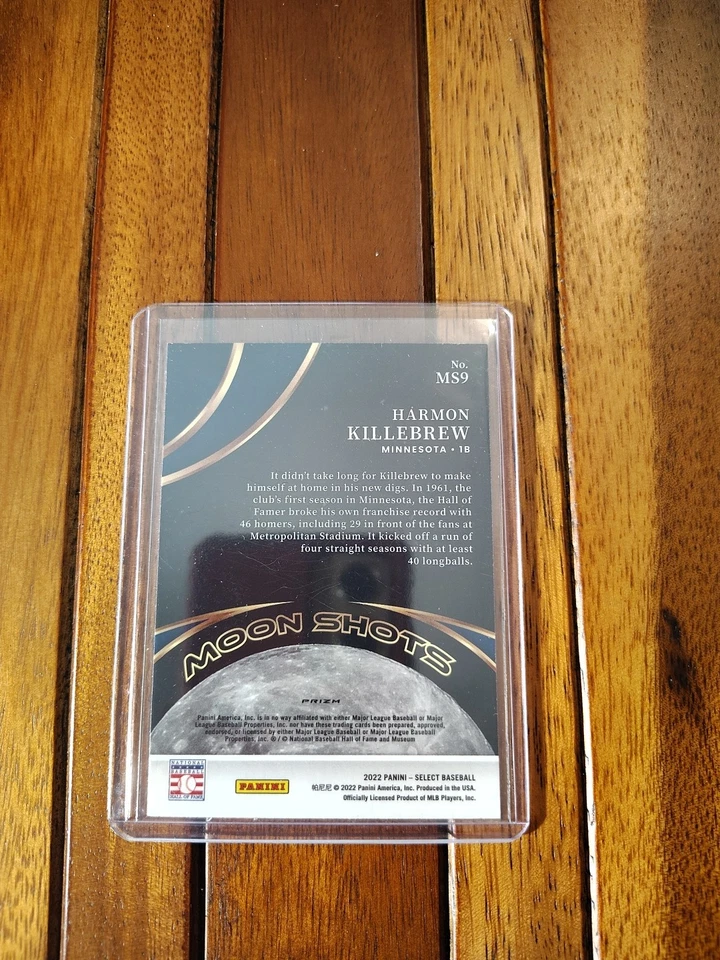 No.
MS9
HARMON
KILLEBREW
MINNESOTA • 1B
It didn't take long for Killebrew to make
himself at home in his new digs. In 1961, the
club's first season in Minnesota, the Hall of
Famer broke his own franchise record with
46 homers, including 29 in front of the fans at
Metropolitan Stadium. It kicked off a run of
four straight seasons with at least
40 longballs.
MOON SHOTS
PRIZM
Panini America, Inc. is in no way affiliated with either Major League Baseball or Major
League Baseball Properties, Inc. nor have these trading cards been prepared, approved,
endorsed, or licensed by either Major League Baseball or Major League Baseball
Properties, Inc. ® / © National Baseball Hall of Fame and Museum
NATIONAL
BASEBALL
HALL OF FAME
PANINI
2022 PANINI – SELECT BASEBALL
帕尼尼 © 2022 Panini America, Inc. Produced in the USA.
Officially Licensed Product of MLB Players, Inc.